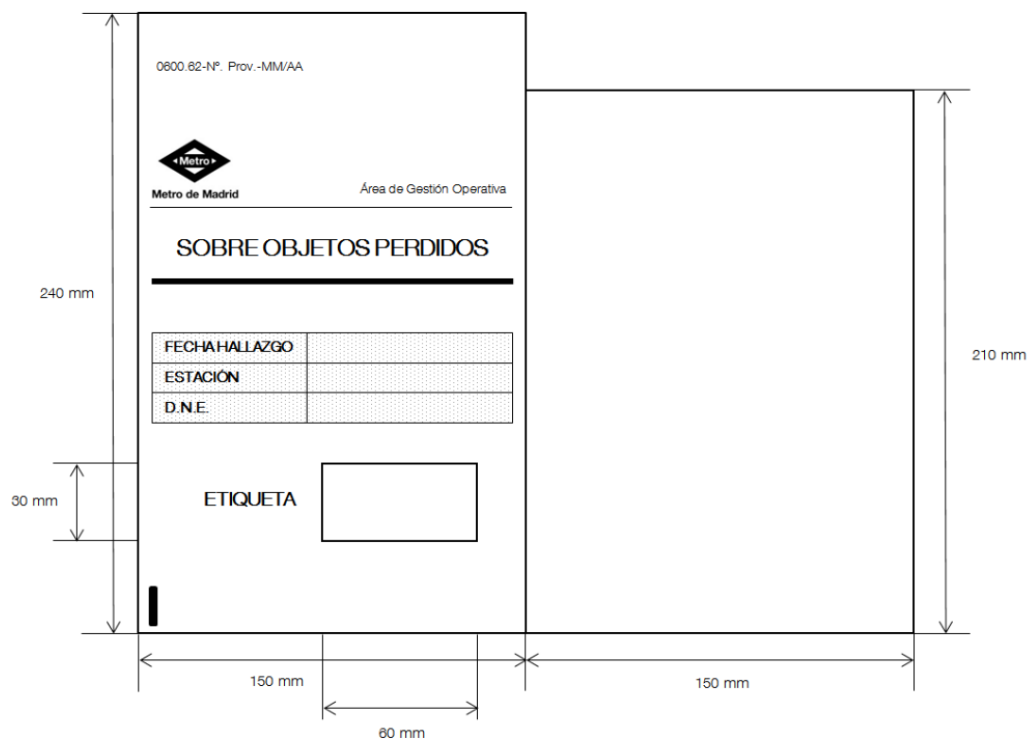 0600.62-Nº. Prov.-MM/AA
Metro
Metro de Madrid
Área de Gestión Operativa
SOBRE OBJETOS PERDIDOS
240 mm
FECHA HALLAZGO
ESTACIÓN
210 mm
D.N.E.
30 mm
ETIQUETA
150 mm
150 mm
60 mm